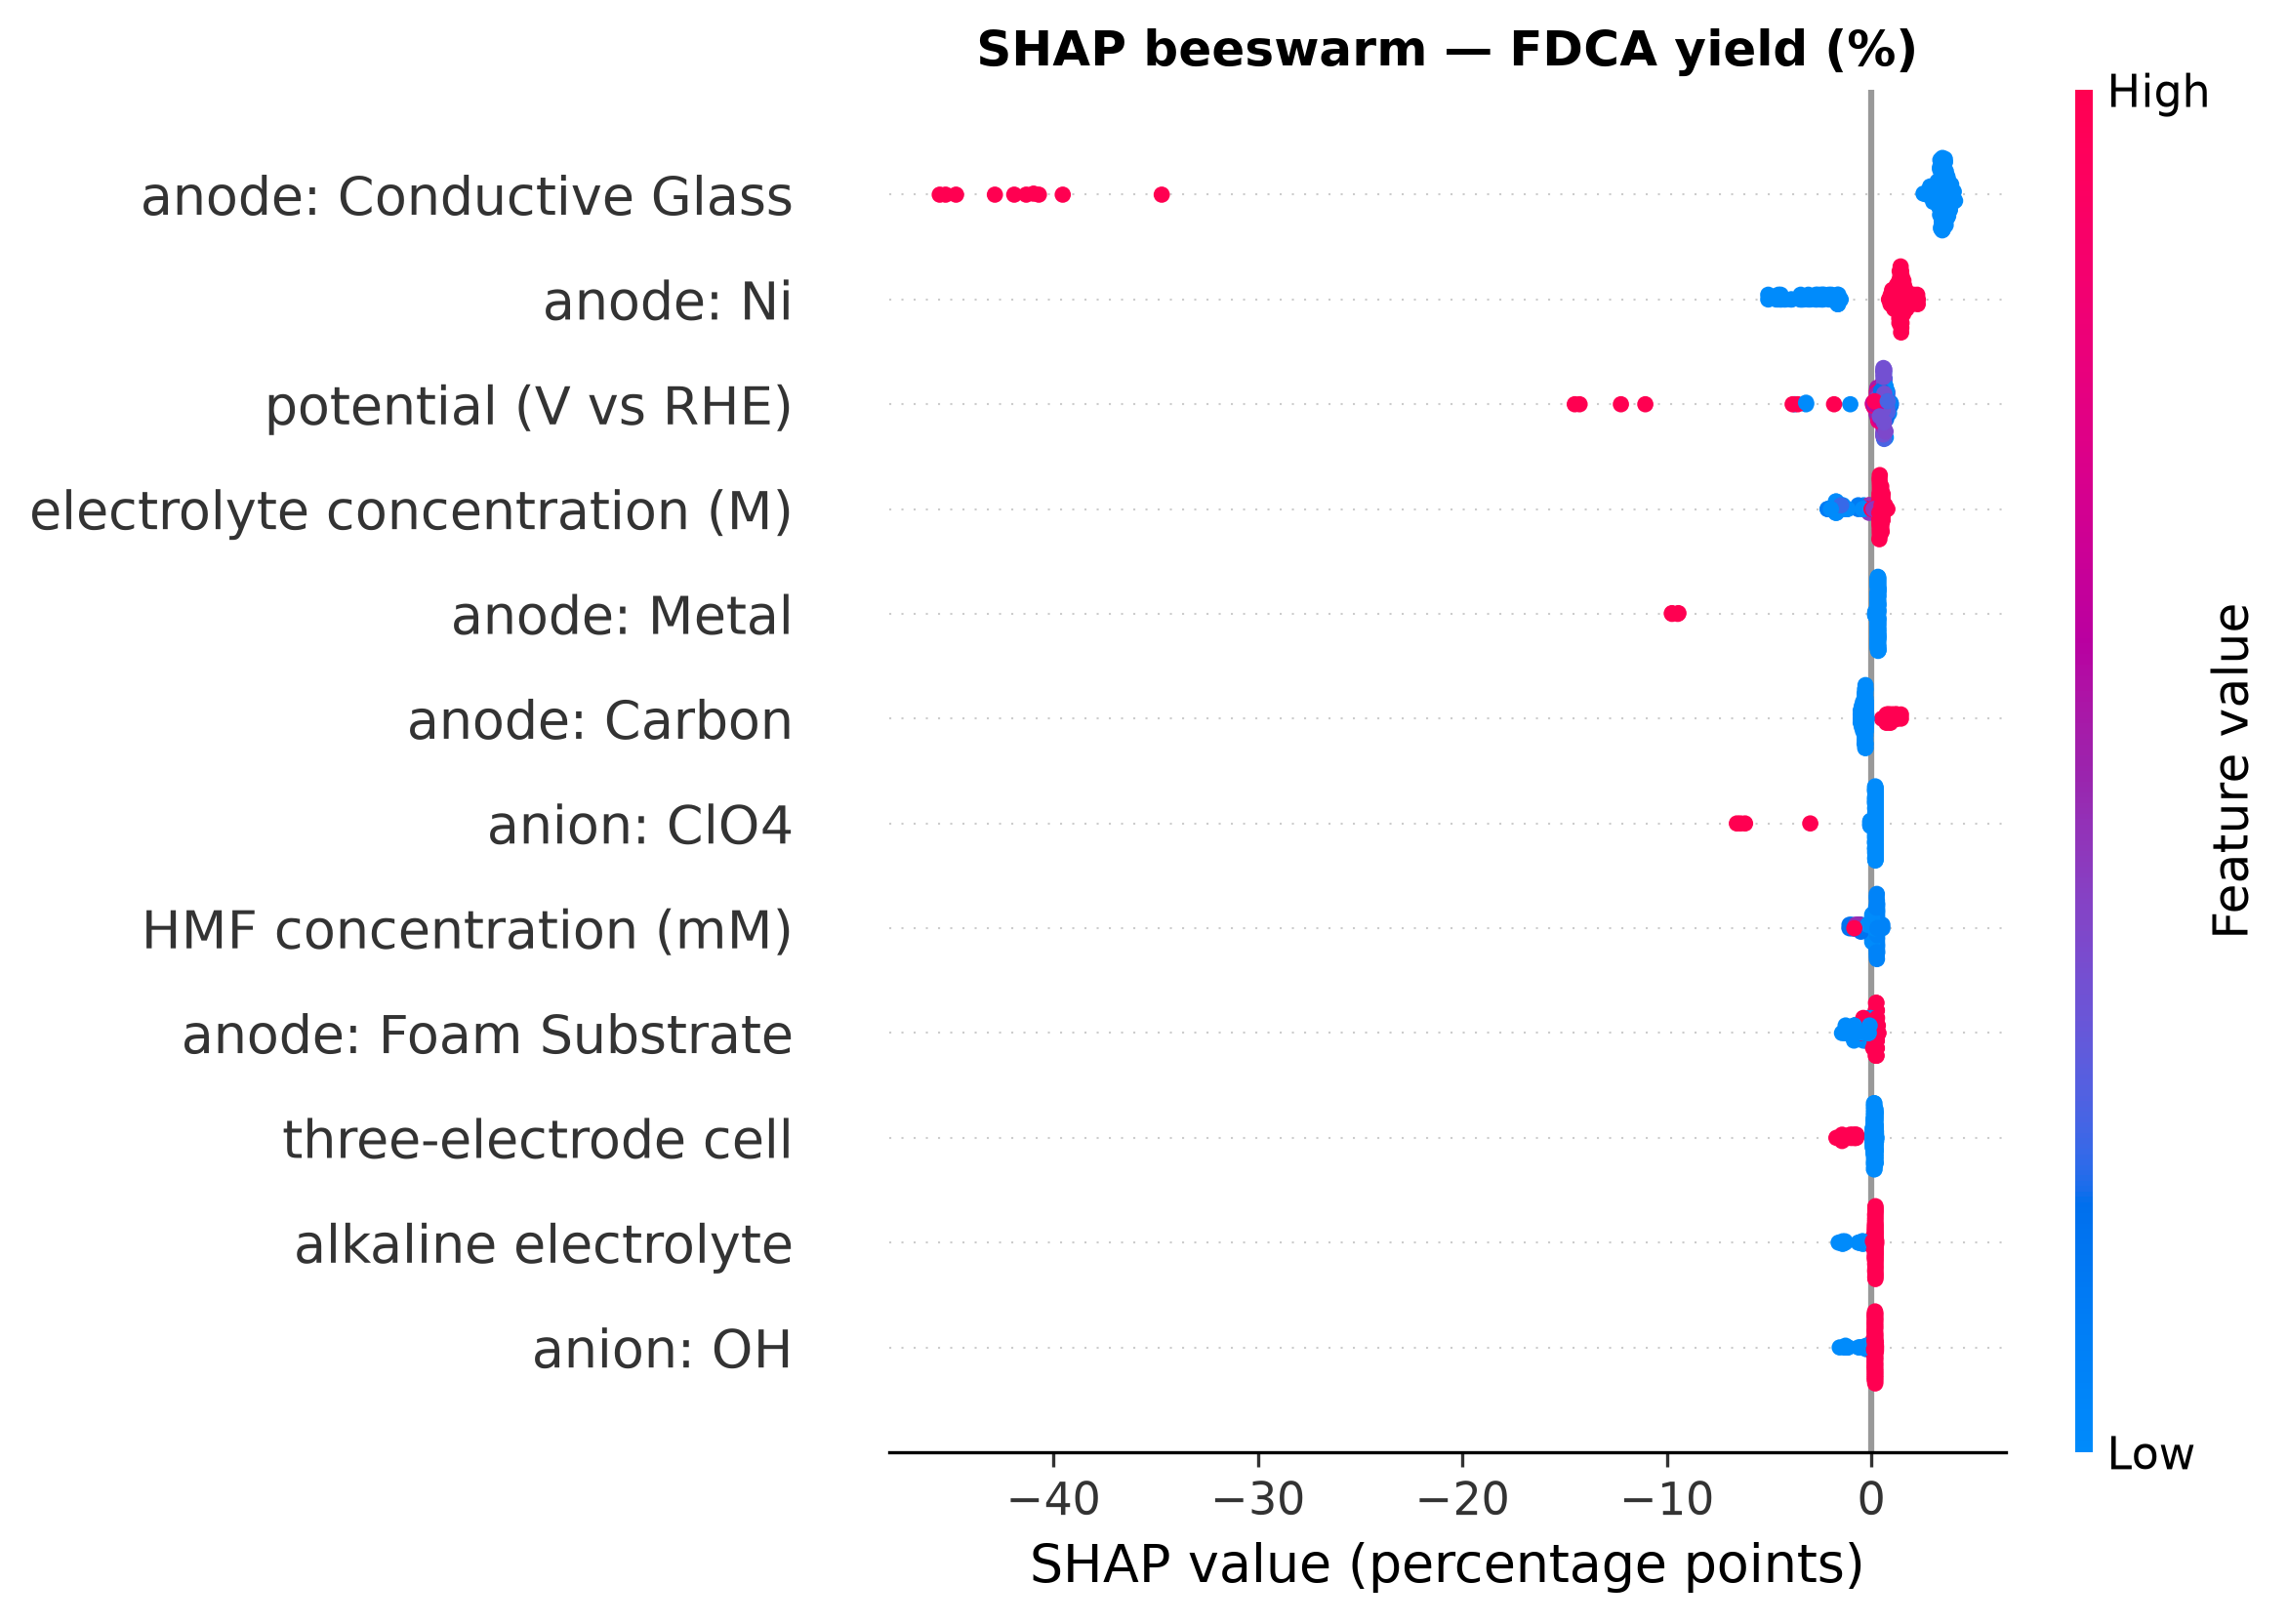 SHAP beeswarm — FDCA yield (%)
High
anode: Conductive Glass
anode: Ni
potential (V vs RHE)
electrolyte concentration (M)
anode: Metal
anode: Carbon
anion: ClO4
HMF concentration (mM)
anode: Foam Substrate
three-electrode cell
alkaline electrolyte
anion: OH
Feature value
Low
−40 −30 −20 −10 0
SHAP value (percentage points)